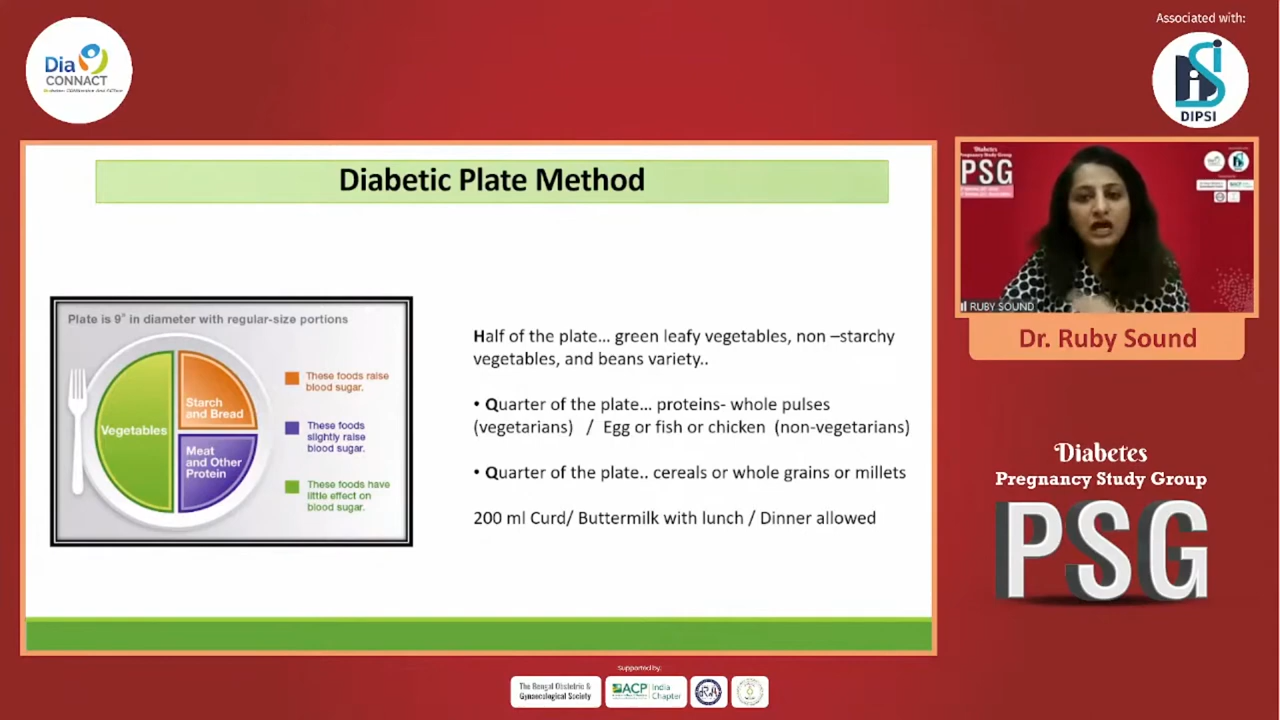 Associated with:
Dia
CONNACT
DIPSI
Diabetic Plate Method
Plate is 9" in diameter with regular-size portions
Vegetables
Starch
and Bread
Meat
and Other
Protein
These foods raise
blood sugar.
These foods
slightly raise
blood sugar.
These foods have
little effect on
blood sugar.
Half of the plate... green leafy vegetables, non –starchy
vegetables, and beans variety..
• Quarter of the plate... proteins- whole pulses
(vegetarians) / Egg or fish or chicken (non-vegetarians)
• Quarter of the plate.. cereals or whole grains or millets
200 ml Curd/ Buttermilk with lunch / Dinner allowed
Diabetes
Pregnancy Study Group
PSG
RUBY SOUND
Dr. Ruby Sound
Diabetes
Pregnancy Study Group
PSG
supported by:
The Bengal Obstetric &
Gynaecological Society
ACP
India
Chapter